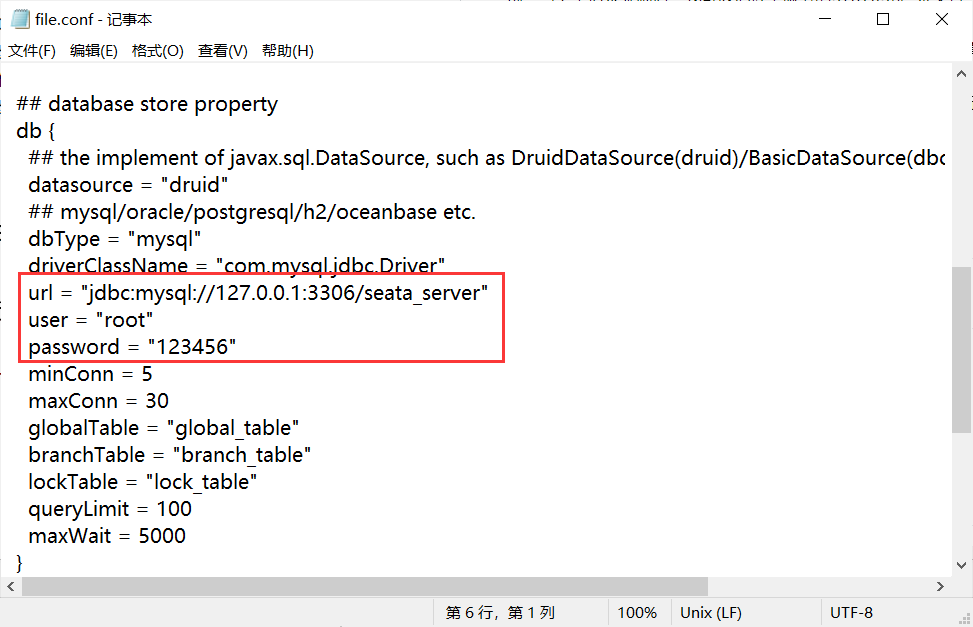 file.conf - 记事本
文件(F) 编辑(E) 格式(O) 查看(V) 帮助(H)
## database store property
db {
## the implement of javax.sql.DataSource, such as DruidDataSource(druid)/BasicDataSource(dbc
datasource = "druid"
## mysql/oracle/postgresql/h2/oceanbase etc.
dbType = "mysql"
driverClassName = "com.mysql.jdbc.Driver"
url = "jdbc:mysql://127.0.0.1:3306/seata_server"
user = "root"
password = "123456"
minConn = 5
maxConn = 30
globalTable = "global_table"
branchTable = "branch_table"
lockTable = "lock_table"
queryLimit = 100
maxWait = 5000
}
第 6 行，第 1 列 100% Unix (LF) UTF-8